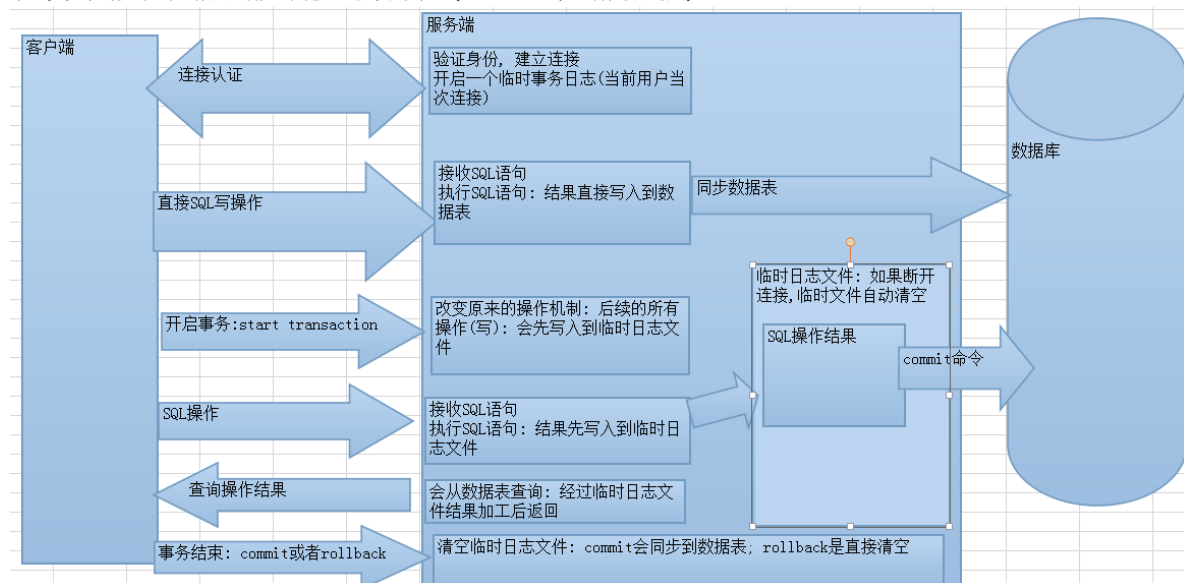 服务端
客户端
验证身份, 建立连接
开启一个临时事务日志(当前用户当
次连接)
连接认证
数据库
接收SQL语句
执行SQL语句: 结果直接写入到数
据表
同步数据表
直接SQL写操作
临时日志文件: 如果断开
连接,临时文件自动清空
改变原来的操作机制: 后续的所有
操作(写): 会先写入到临时日志文
件
开启事务:start transaction
SQL操作结果
commit命令
接收SQL语句
执行SQL语句: 结果先写入到临时日
志文件
SQL操作
查询操作结果
会从数据表查询: 经过临时日志文
件结果加工后返回
事务结束: commit或者rollback
清空临时日志文件: commit会同步到数据表; rollback是直接清空